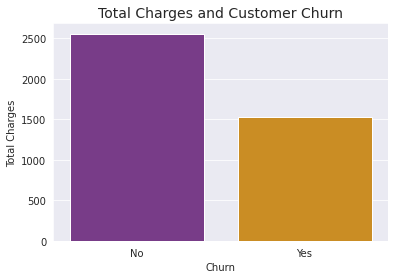 Total Charges and Customer Churn
2500
2000
1500
1000
500
0
Total Charges
No
Yes
Churn